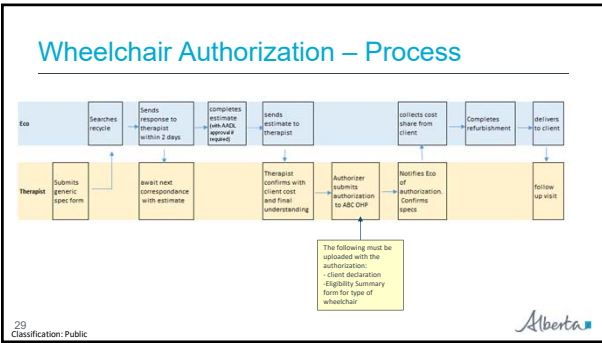 Wheelchair Authorization – Process
Eco
Searches
recycle
Sends
response to
therapist
within 2 days
completes
estimate
(with AADL
approval if
required)
sends
estimate to
therapist
collects cost
share from
client
Completes
refurbishment
delivers
to client
Therapist
Submits
generic
spec form
await next
correspondance
with estimate
Therapist
confirms with
client cost
and final
understanding
Authorizer
submits
authorization
to ABC OHP
Notifies Eco
of
authorization.
Confirms
specs
follow
up visit
The following must be
uploaded with the
authorization:
- client declaration
-Eligibility Summary
form for type of
wheelchair
29
Classification: Public
Alberta